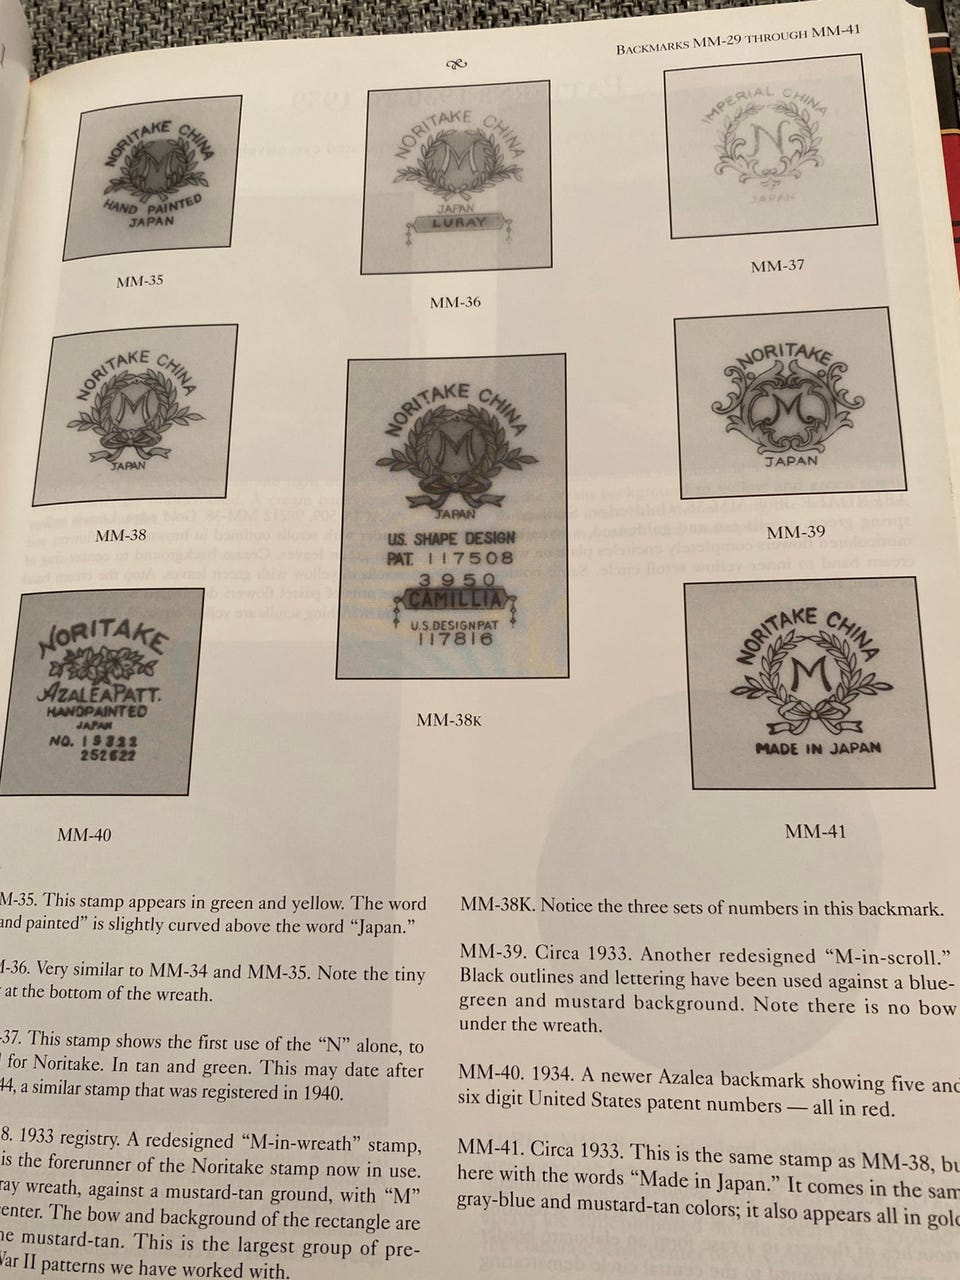 BACKMARKS MM-29 THROUGH MM-41
NORITAKE CHINA
M
HAND PAINTED
JAPAN
MM-35
NORITAKE CHINA
M
JAPAN
LURAY
MM-36
IMPERIAL CHINA
N
JAPAN
MM-37
NORITAKE CHINA
M
JAPAN
MM-38
NORITAKE CHINA
M
JAPAN
U.S. SHAPE DESIGN
PAT. 117508
3950
CAMILLIA
U.S. DESIGN PAT
117816
MM-38K
NORITAKE
M
JAPAN
MM-39
NORITAKE
AZALEA PATT.
HANDPAINTED
JAPAN
NO. 19322
252622
MM-40
NORITAKE CHINA
M
MADE IN JAPAN
MM-41
M-35. This stamp appears in green and yellow. The word
and painted” is slightly curved above the word “Japan.”
-36. Very similar to MM-34 and MM-35. Note the tiny
at the bottom of the wreath.
-37. This stamp shows the first use of the “N” alone, to
for Noritake. In tan and green. This may date after
44, a similar stamp that was registered in 1940.
8. 1933 registry. A redesigned “M-in-wreath” stamp,
is the forerunner of the Noritake stamp now in use.
ray wreath, against a mustard-tan ground, with “M”
enter. The bow and background of the rectangle are
he mustard-tan. This is the largest group of pre-
War II patterns we have worked with.
MM-38K. Notice the three sets of numbers in this backmark.
MM-39. Circa 1933. Another redesigned “M-in-scroll.”
Black outlines and lettering have been used against a blue-
green and mustard background. Note there is no bow
under the wreath.
MM-40. 1934. A newer Azalea backmark showing five and
six digit United States patent numbers — all in red.
MM-41. Circa 1933. This is the same stamp as MM-38, bu
here with the words “Made in Japan.” It comes in the sam
gray-blue and mustard-tan colors; it also appears all in gold